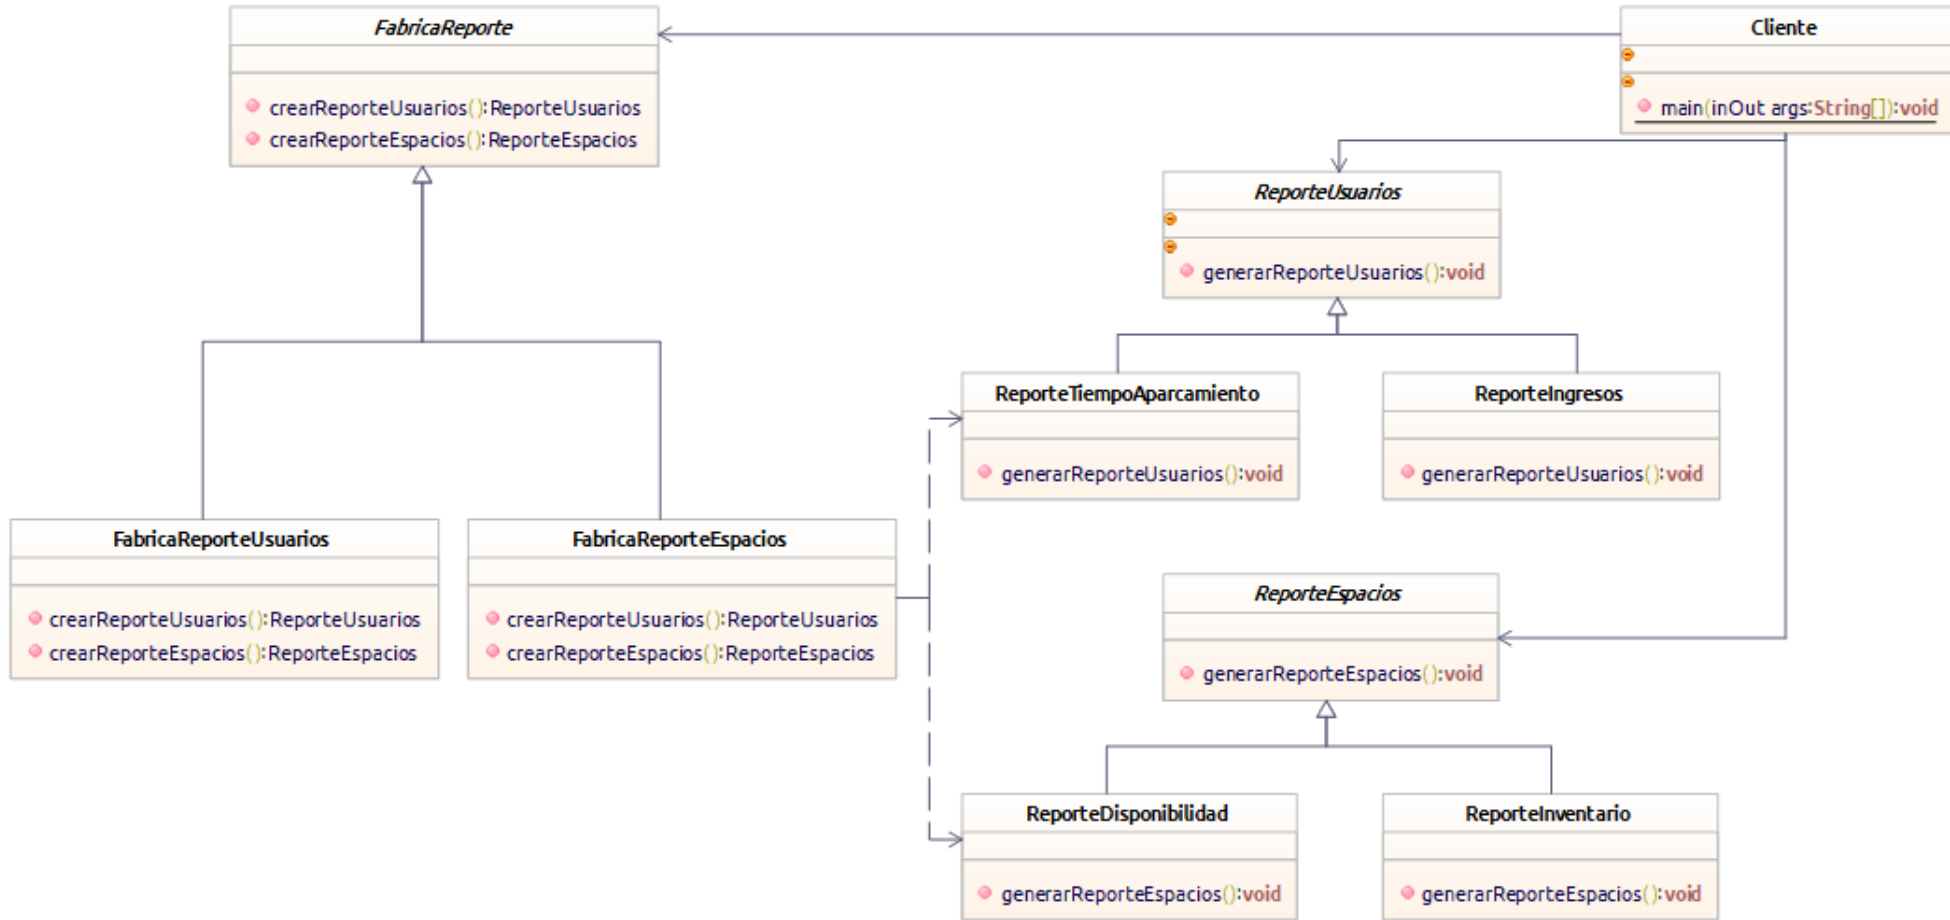 FabricaReporte
crearReporteUsuarios():ReporteUsuarios
crearReporteEspacios():ReporteEspacios
Cliente
main(inOut args:String[]):void
ReporteUsuarios
generarReporteUsuarios():void
ReporteTiempoAparcamiento
generarReporteUsuarios():void
ReporteIngresos
generarReporteUsuarios():void
FabricaReporteUsuarios
crearReporteUsuarios():ReporteUsuarios
crearReporteEspacios():ReporteEspacios
FabricaReporteEspacios
crearReporteUsuarios():ReporteUsuarios
crearReporteEspacios():ReporteEspacios
ReporteEspacios
generarReporteEspacios():void
ReporteDisponibilidad
generarReporteEspacios():void
ReporteInventario
generarReporteEspacios():void